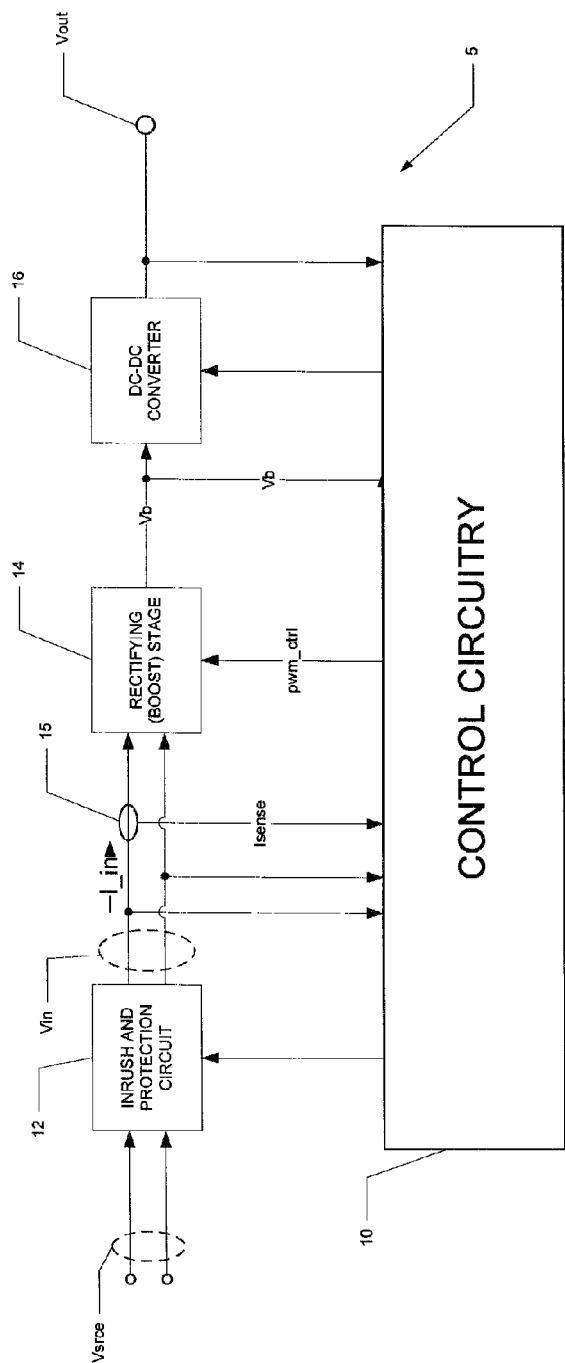 Vsrce
12
INRUSH AND
PROTECTION
CIRCUIT
Vin
—I_in
15
Isense
14
RECTIFYING
(BOOST) STAGE
pwm_ctrl
Vb
Vb
16
DC-DC
CONVERTER
Vout
5
10
CONTROL CIRCUITRY